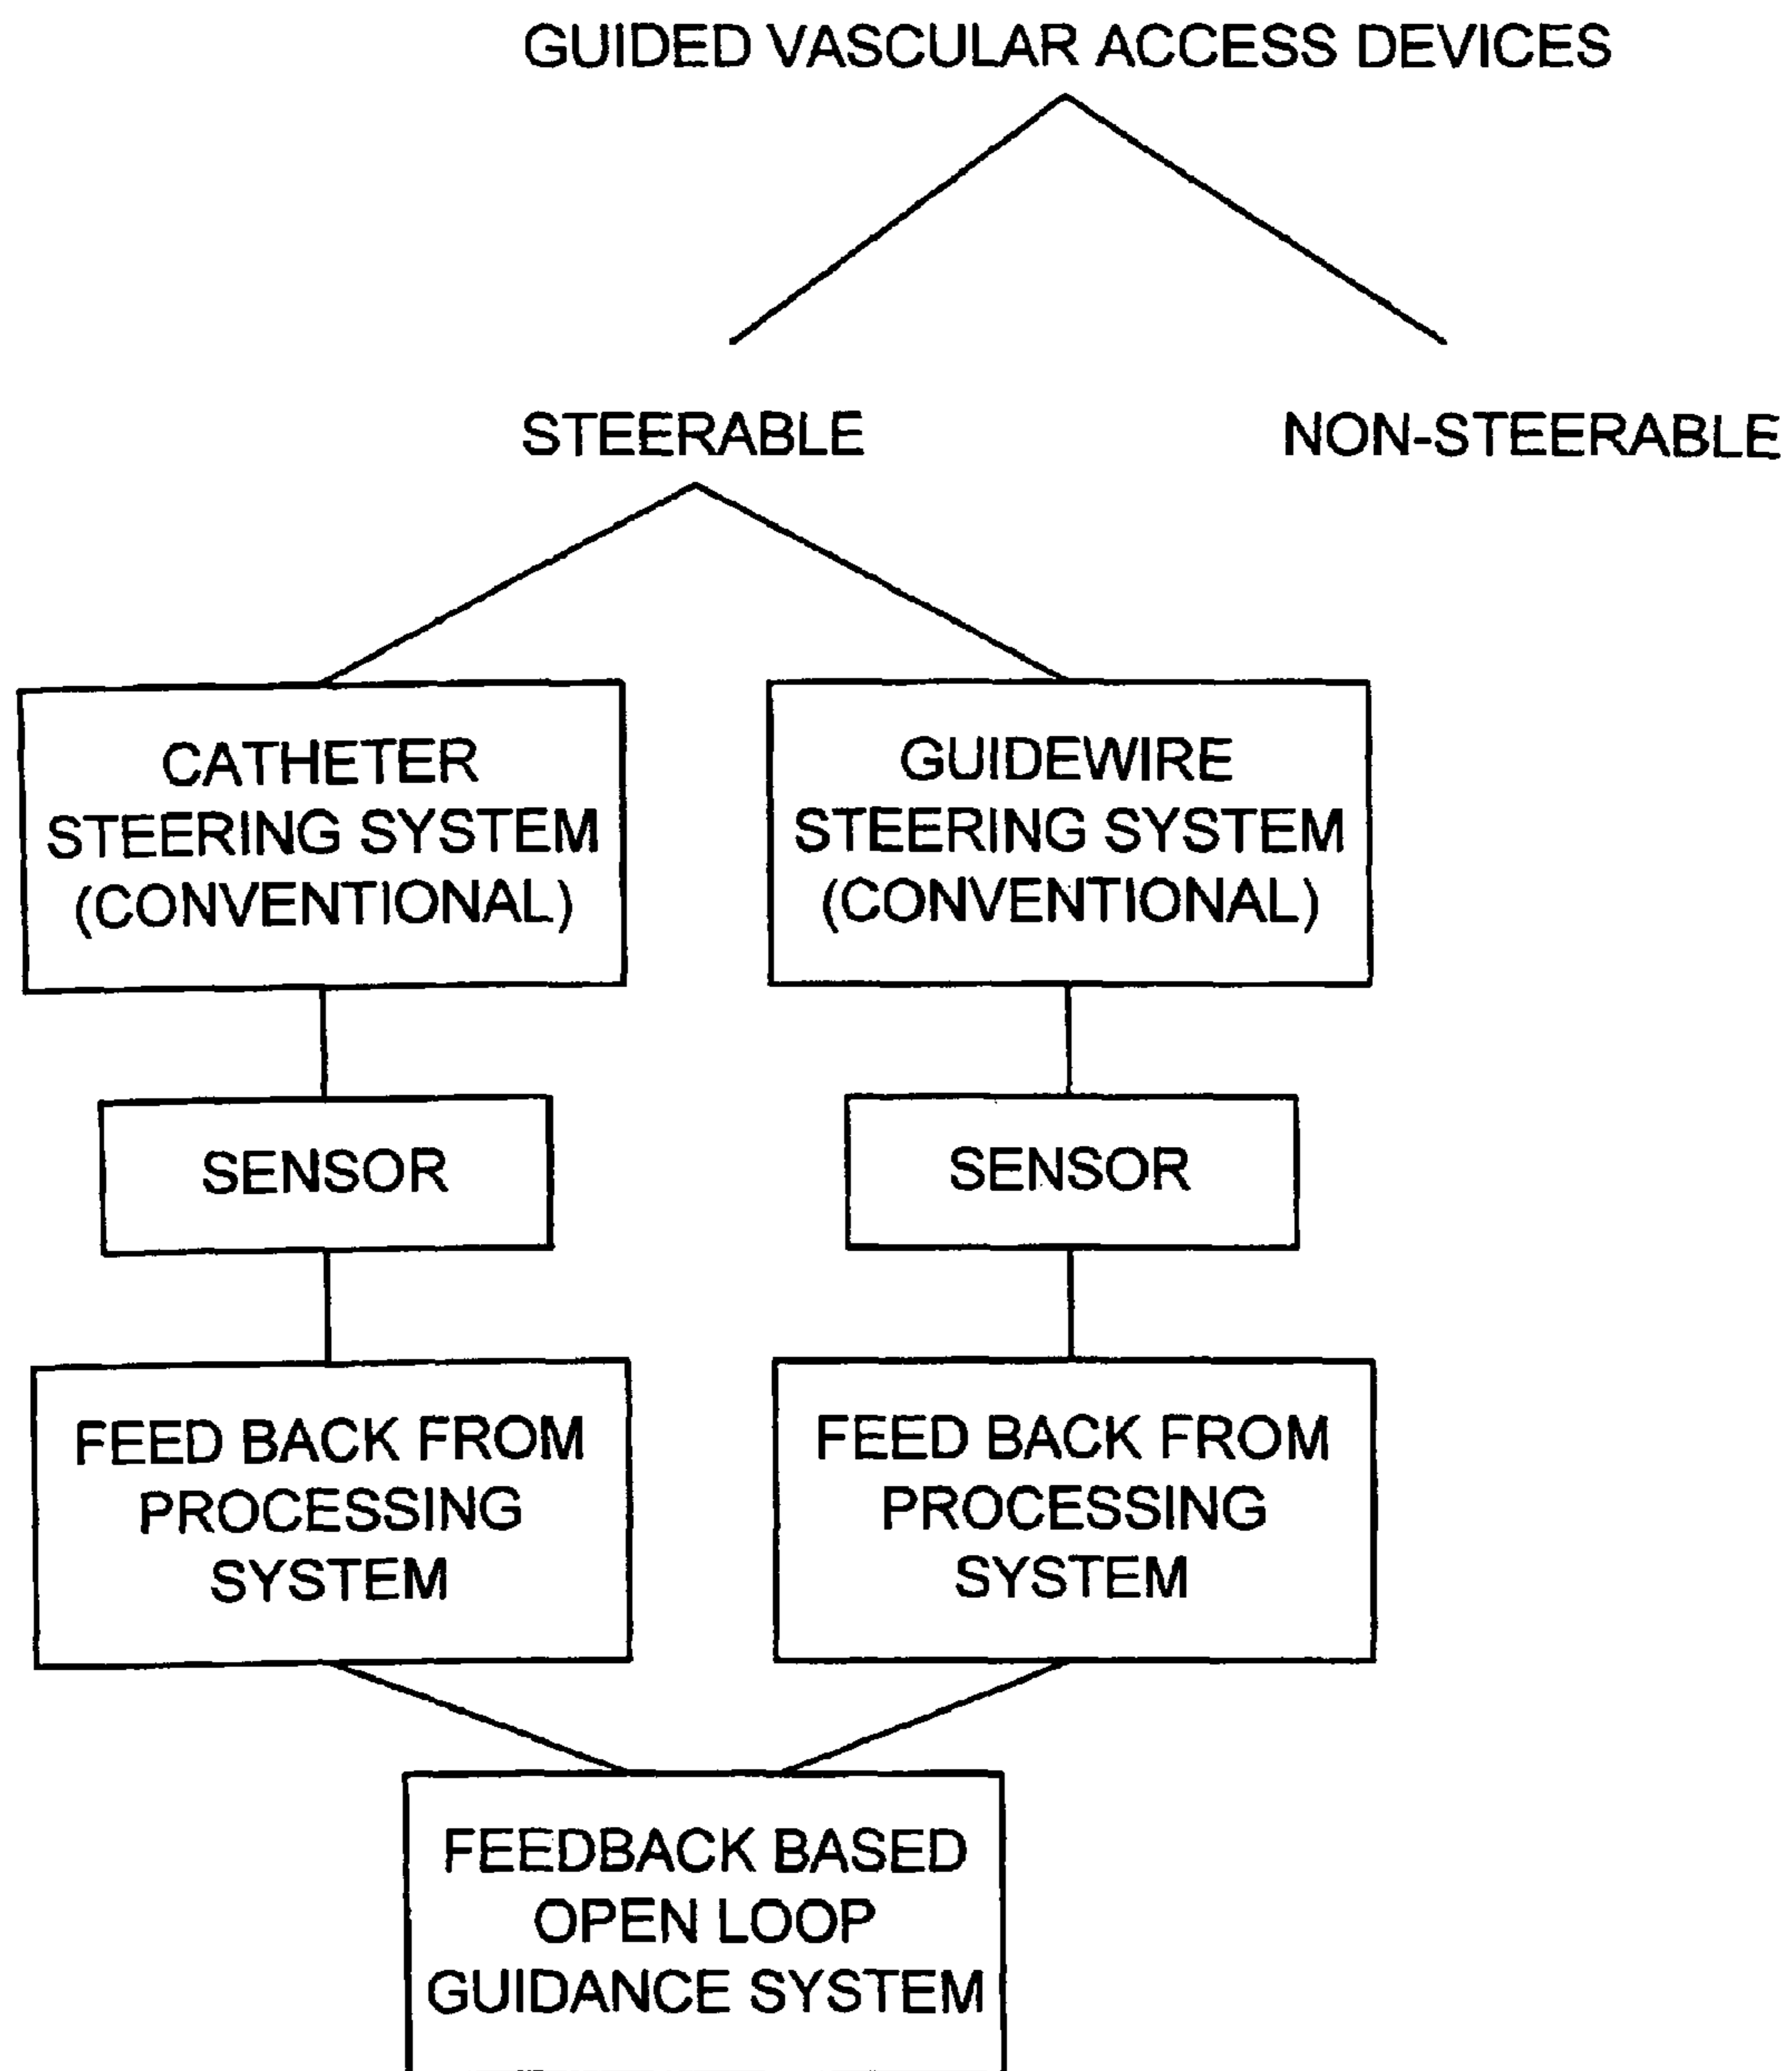 GUIDED VASCULAR ACCESS DEVICES
STEERABLE
NON-STEERABLE
CATHETER
STEERING SYSTEM
(CONVENTIONAL)
GUIDEWIRE
STEERING SYSTEM
(CONVENTIONAL)
SENSOR
SENSOR
FEED BACK FROM
PROCESSING
SYSTEM
FEED BACK FROM
PROCESSING
SYSTEM
FEEDBACK BASED
OPEN LOOP
GUIDANCE SYSTEM